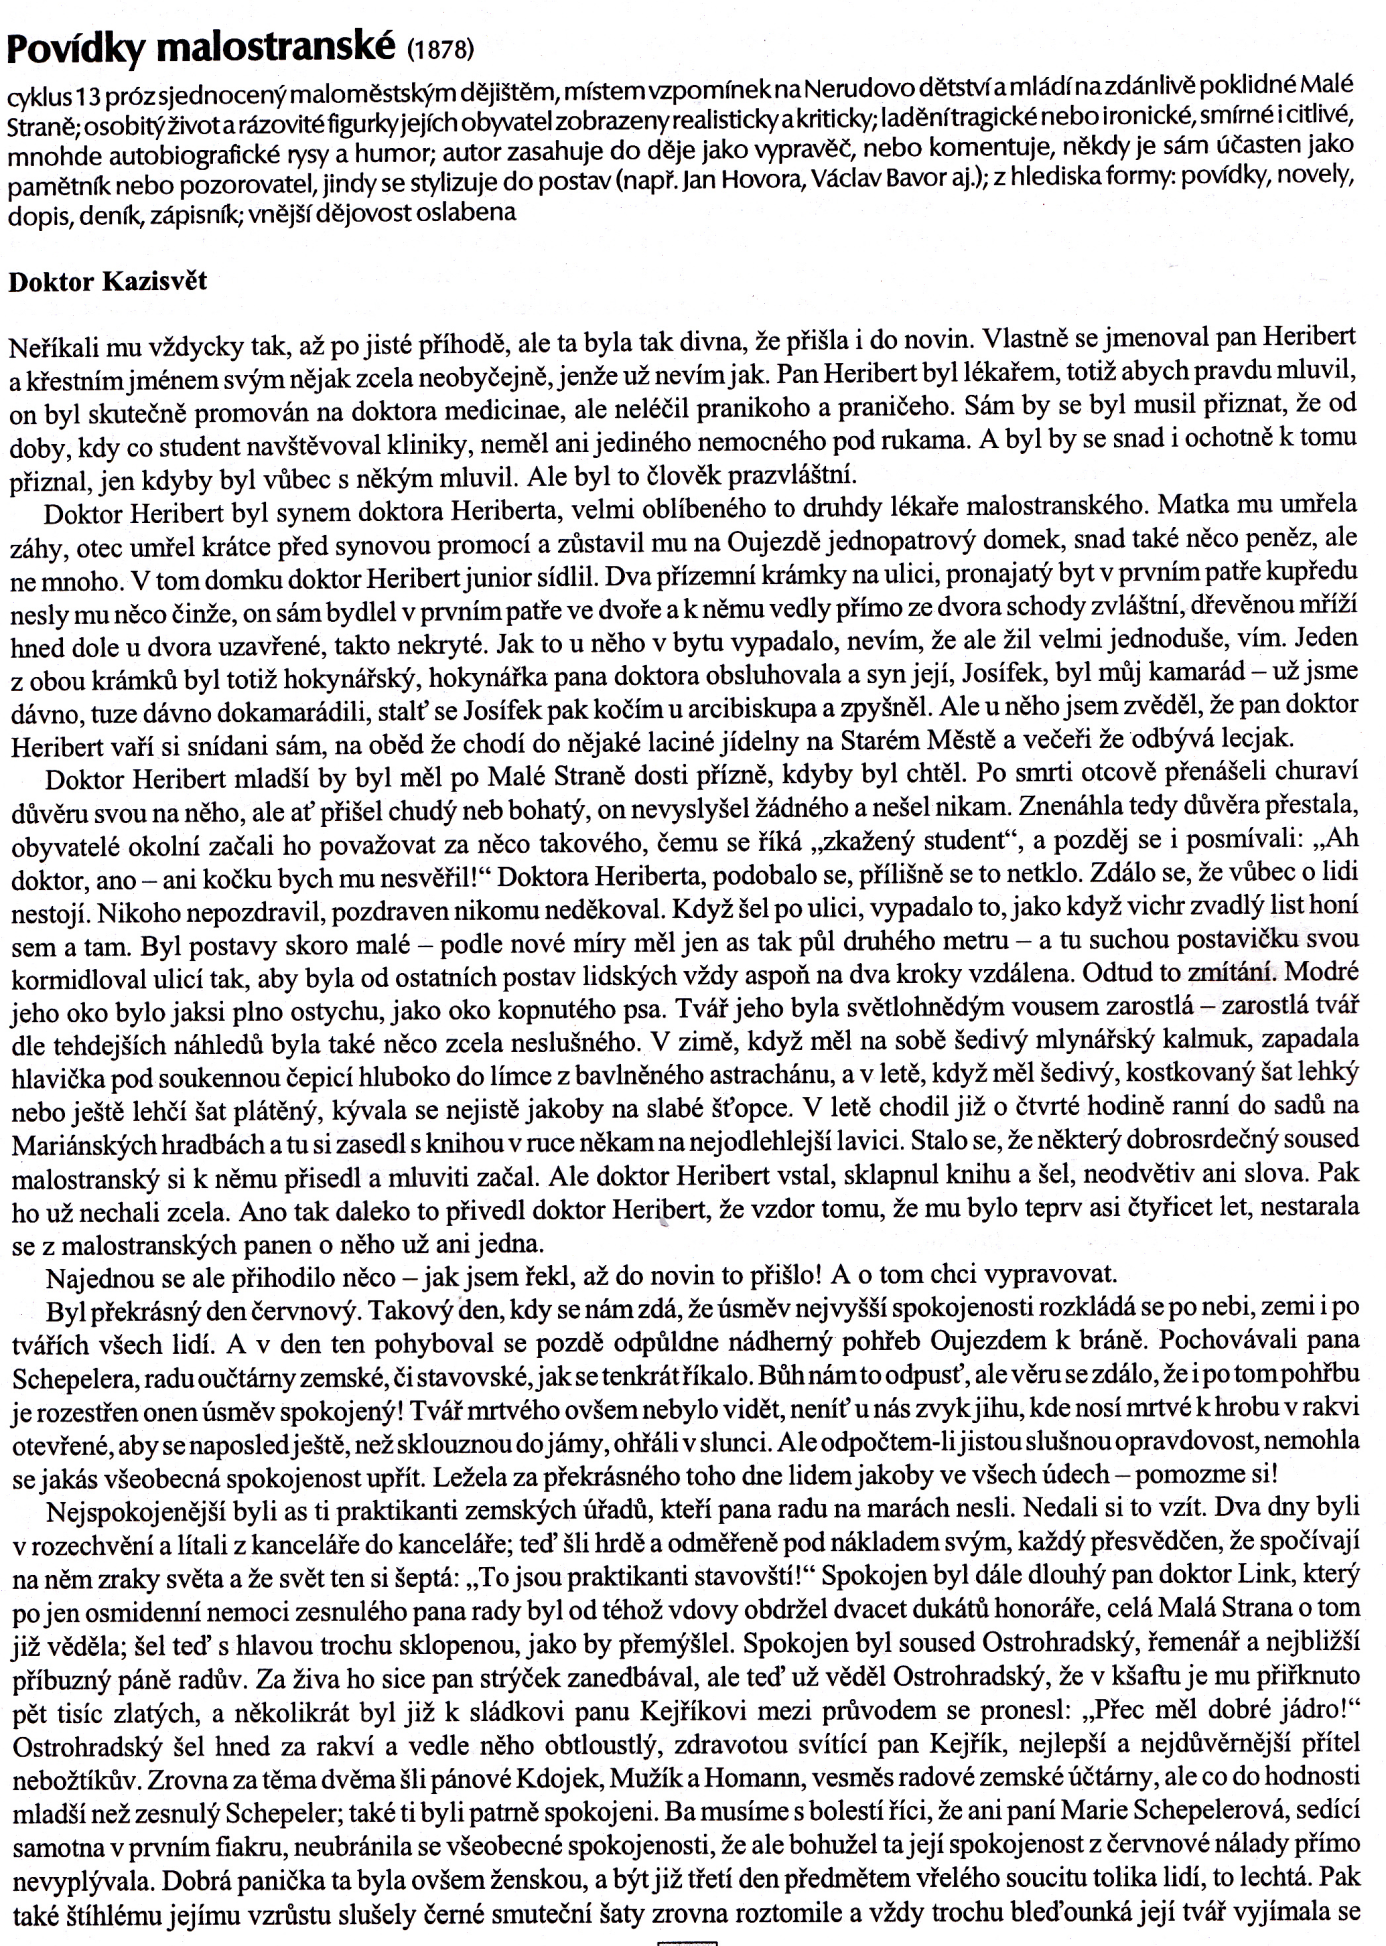 Povídky malostranské (1878)
cyklus 13 próz sjednocený maloměstským dějištěm, místem vzpomínek na Nerudovo dětství a mládí na zdánlivě poklidné Malé
Straně; osobitý život a rázovité figurky jejích obyvatel zobrazeny realisticky a kriticky; ladění tragické nebo ironické, smírné i citlivé,
mnohde autobiografické rysy a humor; autor zasahuje do děje jako vypravěč, nebo komentuje, někdy je sám účasten jako
pamětník nebo pozorovatel, jindy se stylizuje do postav (např. Jan Hovora, Václav Bavor aj.); z hlediska formy: povídky, novely,
dopis, deník, zápisník; vnější dějovost oslabena
Doktor Kazisvět
Neříkali mu vždycky tak, až po jisté příhodě, ale ta byla tak divna, že přišla i do novin. Vlastně se jmenoval pan Heribert
a křestním jménem svým nějak zcela neobyčejně, jenže už nevím jak. Pan Heribert byl lékařem, totiž abych pravdu mluvil,
on byl skutečně promován na doktora medicinae, ale neléčil pranikoho a praničeho. Sám by se byl musil přiznat, že od
doby, kdy co student navštěvoval kliniky, neměl ani jediného nemocného pod rukama. A byl by se snad i ochotně k tomu
přiznal, jen kdyby byl vůbec s někým mluvil. Ale byl to člověk prazvláštní.
Doktor Heribert byl synem doktora Heriberta, velmi oblíbeného to druhdy lékaře malostranského. Matka mu umřela
záhy, otec umřel krátce před synovou promocí a zůstavil mu na Oujezdě jednopatrový domek, snad také něco peněz, ale
ne mnoho. V tom domku doktor Heribert junior sídlil. Dva přízemní krámky na ulici, pronajatý byt v prvním patře kupředu
nesly mu něco činže, on sám bydlel v prvním patře ve dvoře a k němu vedly přímo ze dvora schody zvláštní, dřevěnou mříží
hned dole u dvora uzavřené, takto nekryté. Jak to u něho v bytu vypadalo, nevím, že ale žil velmi jednoduše, vím. Jeden
z obou krámků byl totiž hokynářský, hokynářka pana doktora obsluhovala a syn její, Josífek, byl můj kamarád – už jsme
dávno, tuze dávno dokamarádili, stalť se Josífek pak kočím u arcibiskupa a zpyšněl. Ale u něho jsem zvěděl, že pan doktor
Heribert vaří si snídani sám, na oběd že chodí do nějaké laciné jídelny na Starém Městě a večeři že odbývá lecjak.
Doktor Heribert mladší by byl měl po Malé Straně dosti přízně, kdyby byl chtěl. Po smrti otcově přenášeli churaví
důvěru svou na něho, ale ať přišel chudý neb bohatý, on nevyslyšel žádného a nešel nikam. Znenáhla tedy důvěra přestala,
obyvatelé okolní začali ho považovat za něco takového, čemu se říká „zkažený student“, a později se i posmívali: „Ah
doktor, ano – ani kočku bych mu nesvěřil!“ Doktora Heriberta, podobalo se, přílišně se to netklo. Zdálo se, že vůbec o lidi
nestojí. Nikoho nepozdravil, pozdraven nikomu neděkoval. Když šel po ulici, vypadalo to, jako když vichr zvadlý list honí
sem a tam. Byl postavy skoro malé – podle nové míry měl jen as tak půl druhého metru – a tu suchou postavičku svou
kormidloval ulicí tak, aby byla od ostatních postav lidských vždy aspoň na dva kroky vzdálena. Odtud to zmítání. Modré
jeho oko bylo jaksi plno ostychu, jako oko kopnutého psa. Tvář jeho byla světlohnědým vousem zarostlá – zarostlá tvář
dle tehdejších náhledů byla také něco zcela neslušného. V zimě, když měl na sobě šedivý mlynářský kalmuk, zapadala
hlavička pod soukennou čepicí hluboko do límce z bavlněného astrachánu, a v letě, když měl šedivý, kostkovaný šat lehký
nebo ještě lehčí šat plátěný, kývala se nejistě jakoby na slabé šťopce. V letě chodil již o čtvrté hodině ranní do sadů na
Mariánských hradbách a tu si zasedl s knihou v ruce někam na nejodlehlejší lavici. Stalo se, že některý dobrosrdečný soused
malostranský si k němu přisedl a mluviti začal. Ale doktor Heribert vstal, sklapnul knihu a šel, neodvětiv ani slova. Pak
ho už nechali zcela. Ano tak daleko to přivedl doktor Heribert, že vzdor tomu, že mu bylo teprv asi čtyřicet let, nestarala
se z malostranských panen o něho už ani jedna.
Najednou se ale přihodilo něco – jak jsem řekl, až do novin to přišlo! A o tom chci vypravovat.
Byl překrásný den červnový. Takový den, kdy se nám zdá, že úsměv nejvyšší spokojenosti rozkládá se po nebi, zemi i po
tvářích všech lidí. A v den ten pohyboval se pozdě odpůldne nádherný pohřeb Oujezdem k bráně. Pochovávali pana
Schepelera, radu oučtárny zemské, či stavovské, jak se tenkrát říkalo. Bůh nám to odpusť, ale věru se zdálo, že i po tom pohřbu
je rozestřen onen úsměv spokojený! Tvář mrtvého ovšem nebylo vidět, neníť u nás zvyk jihu, kde nosí mrtvé k hrobu v rakvi
otevřené, aby se naposled ještě, než sklouznou do jámy, ohřáli v slunci. Ale odpočtem-li jistou slušnou opravdovost, nemohla
se jakás všeobecná spokojenost upřít. Ležela za překrásného toho dne lidem jakoby ve všech údech – pomozme si!
Nejspokojenější byli as ti praktikanti zemských úřadů, kteří pana radu na marách nesli. Nedali si to vzít. Dva dny byli
v rozechvění a lítali z kanceláře do kanceláře; teď šli hrdě a odměřeně pod nákladem svým, každý přesvědčen, že spočívají
na něm zraky světa a že svět ten si šeptá: „To jsou praktikanti stavovští!“ Spokojen byl dále dlouhý pan doktor Link, který
po jen osmidenní nemoci zesnulého pana rady byl od téhož vdovy obdržel dvacet dukátů honoráře, celá Malá Strana o tom
již věděla; šel teď s hlavou trochu sklopenou, jako by přemýšlel. Spokojen byl soused Ostrohradský, řemenář a nejbližší
příbuzný páně radův. Za živa ho sice pan strýček zanedbával, ale teď už věděl Ostrohradský, že v kšaftu je mu přiřknuto
pět tisíc zlatých, a několikrát byl již k sládkovi panu Kejříkovi mezi průvodem se pronesl: „Přec měl dobré jádro!“
Ostrohradský šel hned za rakví a vedle něho obtloustlý, zdravotou svítící pan Kejřík, nejlepší a nejdůvěrnější přítel
nebožtíkův. Zrovna za těma dvěma šli pánové Kdojek, Mužík a Homann, vesměs radové zemské účtárny, ale co do hodnosti
mladší než zesnulý Schepeler; také ti byli patrně spokojeni. Ba musíme s bolestí říci, že ani paní Marie Schepelerová, sedící
samotna v prvním fiakru, neubránila se všeobecné spokojenosti, že ale bohužel ta její spokojenost z červnové nálady přímo
nevyplývala. Dobrá panička ta byla ovšem ženskou, a být již třetí den předmětem vřelého soucitu tolika lidí, to lechtá. Pak
také štíhlému jejímu vzrůstu slušely černé smuteční šaty zrovna roztomile a vždy trochu bleďounká její tvář vyjímala se